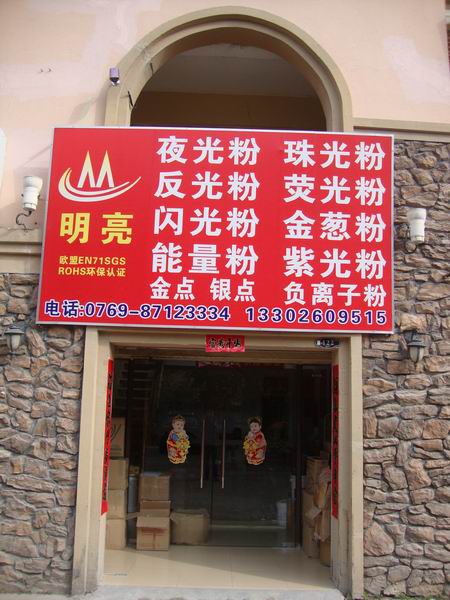 夜光粉 珠光粉
反光粉 荧光粉
闪光粉 金葱粉
能量粉 紫光粉
金点 银点 负离子粉
明亮
欧盟EN71SGS
ROHS环保认证
电话:0769-87123334 13302609515